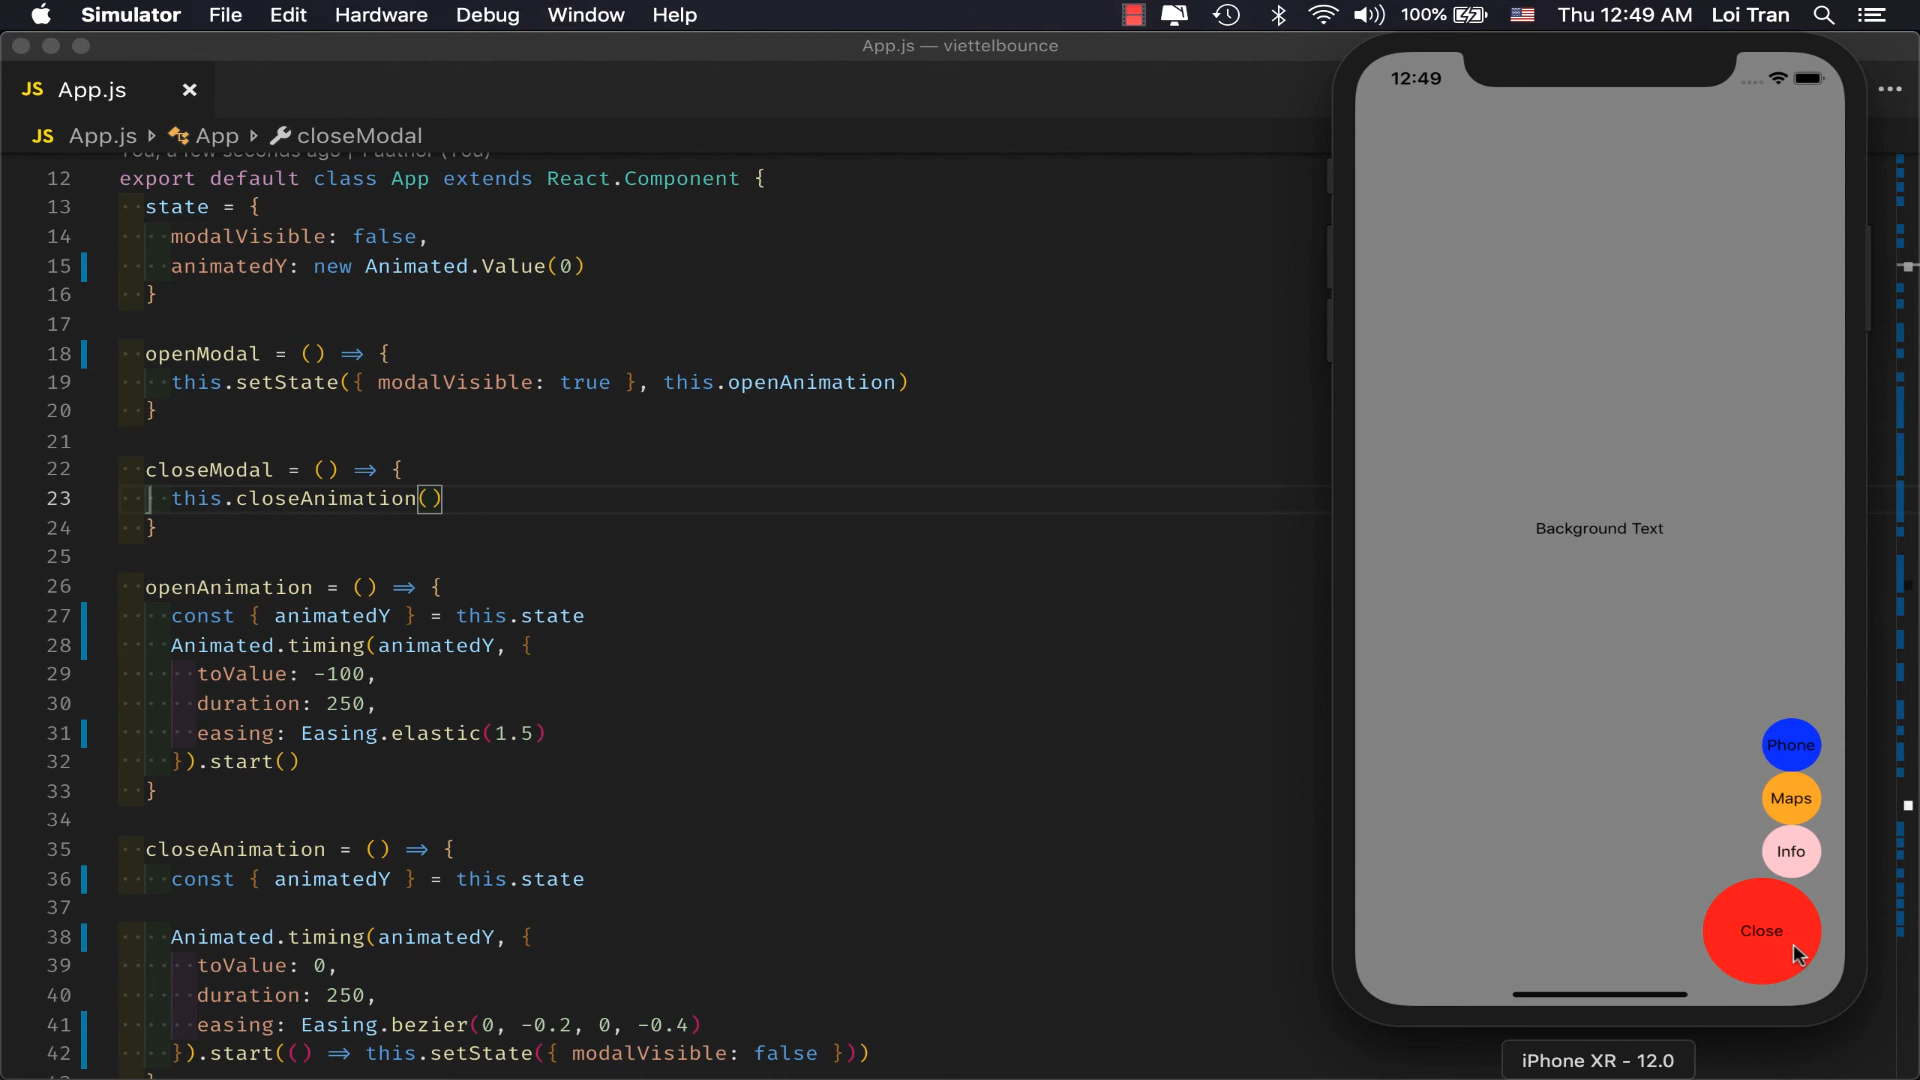 Simulator File Edit Hardware Debug Window Help 100% Thu 12:49 AM Loi Tran
App.js — viettelbounce
JS App.js
JS App.js App closeModal
You, a few seconds ago | 1 author (You)
12 export default class App extends React.Component {
13 state = {
14 modalVisible: false,
15 animatedY: new Animated.Value(0)
16 }
17
18 openModal = () => {
19 this.setState({ modalVisible: true }, this.openAnimation)
20 }
21
22 closeModal = () => {
23 this.closeAnimation()
24 }
25
26 openAnimation = () => {
27 const { animatedY } = this.state
28 Animated.timing(animatedY, {
29 toValue: -100,
30 duration: 250,
31 easing: Easing.elastic(1.5)
32 }).start()
33 }
34
35 closeAnimation = () => {
36 const { animatedY } = this.state
37
38 Animated.timing(animatedY, {
39 toValue: 0,
40 duration: 250,
41 easing: Easing.bezier(0, -0.2, 0, -0.4)
42 }).start(() => this.setState({ modalVisible: false }))
12:49
Background Text
Phone
Maps
Info
Close
iPhone XR - 12.0